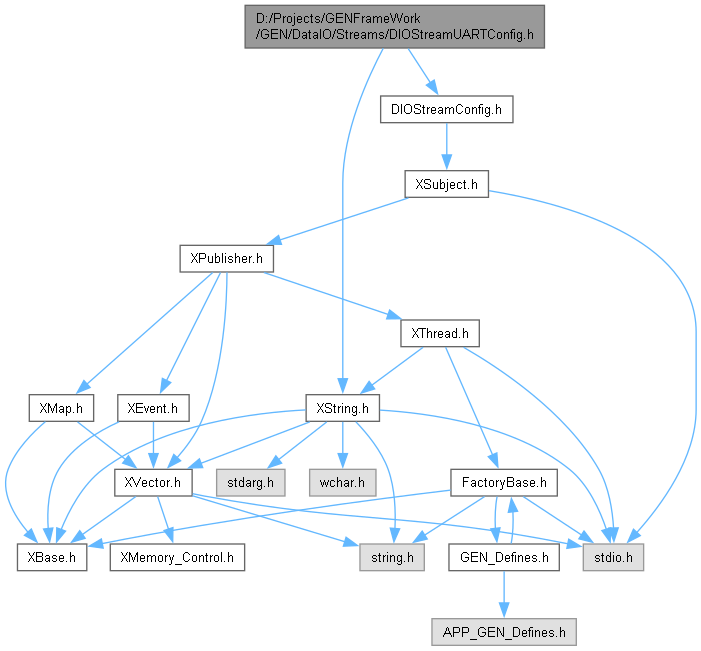 D:/Projects/GENFrameWork
/GEN/DataIO/Streams/DIOStreamUARTConfig.h
DIOStreamConfig.h
XSubject.h
XPublisher.h
XThread.h
XMap.h
XEvent.h
XString.h
XVector.h
stdarg.h
wchar.h
FactoryBase.h
XBase.h
XMemory_Control.h
string.h
GEN_Defines.h
stdio.h
APP_GEN_Defines.h